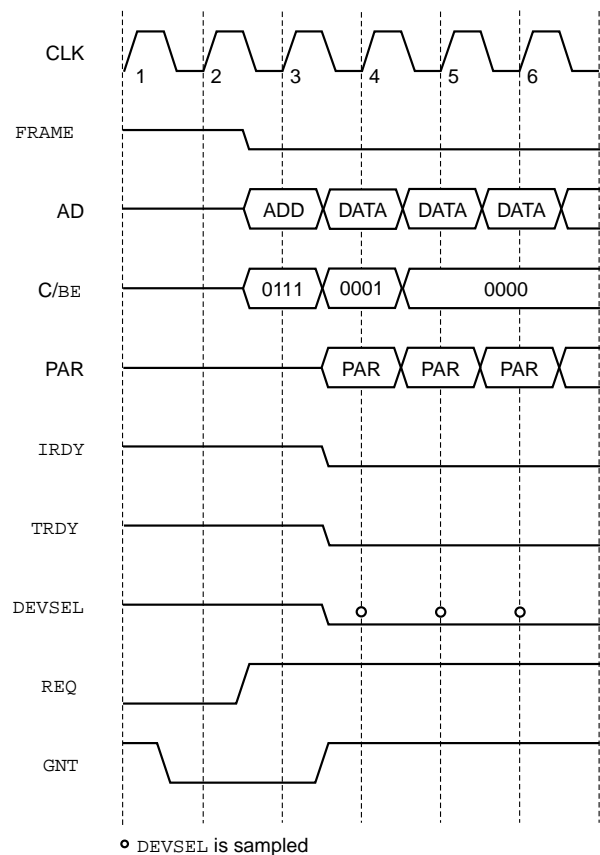 CLK
1 2 3 4 5 6
FRAME
AD
ADD DATA DATA DATA
C/BE
0111 0001 0000
PAR
PAR PAR PAR
IRDY
TRDY
DEVSEL
REQ
GNT
DEVSEL is sampled